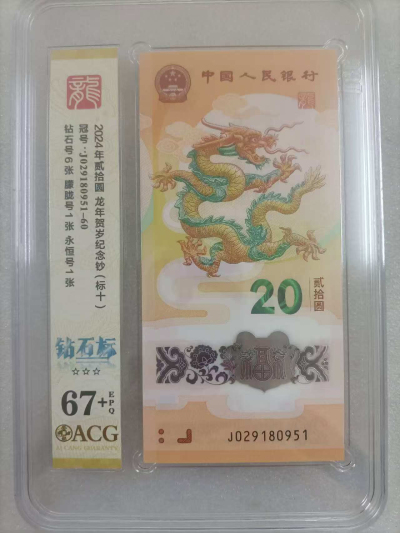 龍
2024年贰拾圆 龙年贺岁纪念钞(标十)
冠号:J029180951-60
钻石号6张 朦胧号1张 永恒号1张
钻石标
☆☆☆
67+
EPQ
ACG
中国人民银行
20
贰拾圆
J029180951